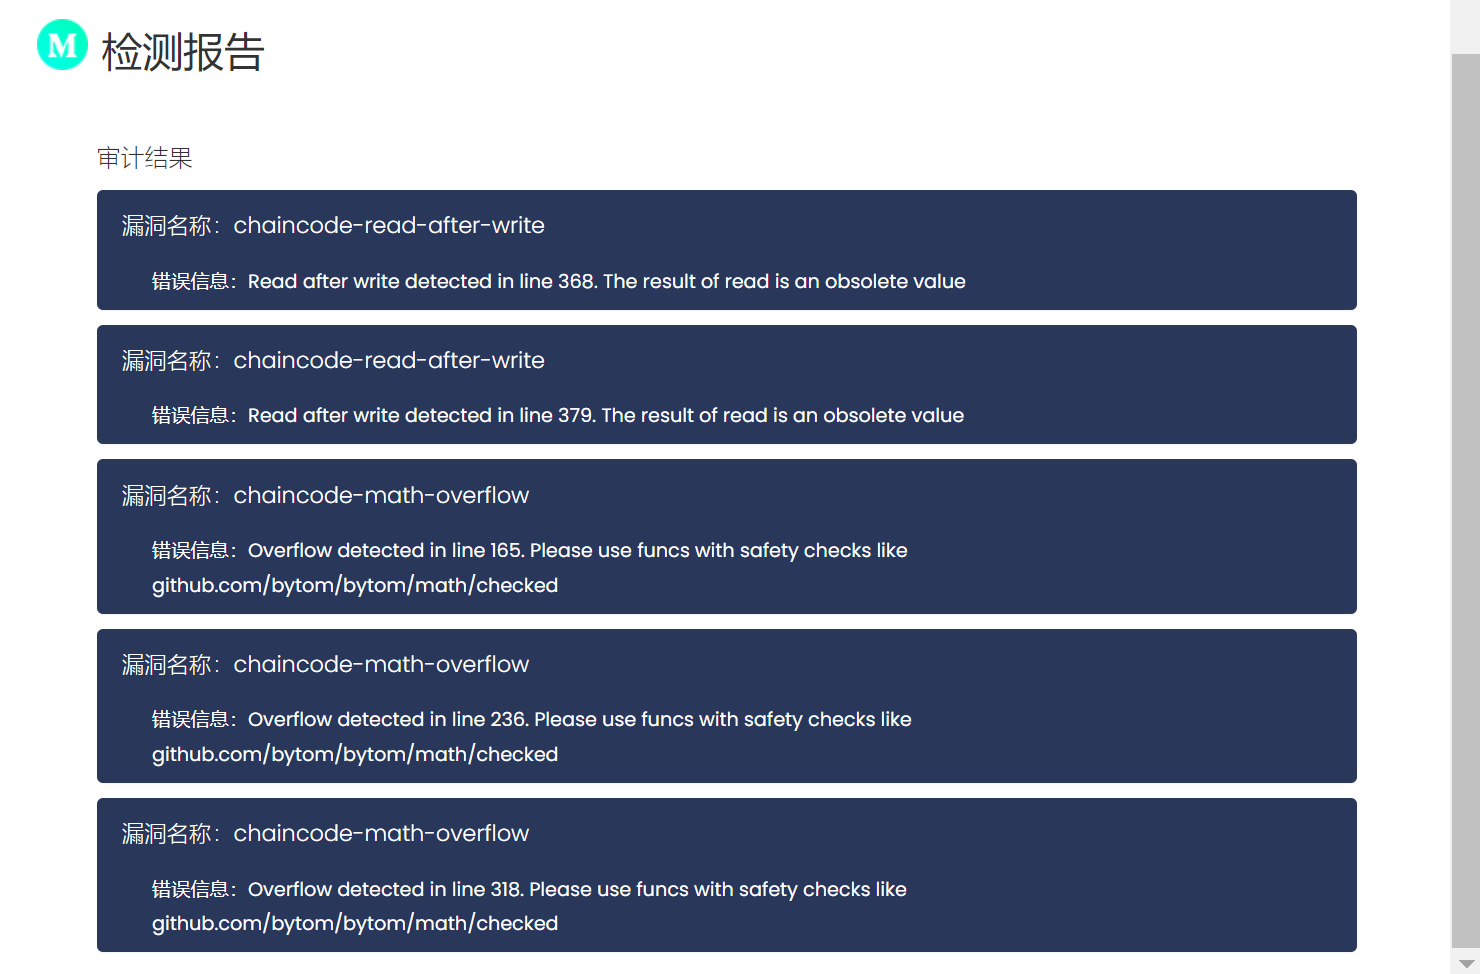 M 检测报告
审计结果
漏洞名称：chaincode-read-after-write
错误信息：Read after write detected in line 368. The result of read is an obsolete value
漏洞名称：chaincode-read-after-write
错误信息：Read after write detected in line 379. The result of read is an obsolete value
漏洞名称：chaincode-math-overflow
错误信息：Overflow detected in line 165. Please use funcs with safety checks like
github.com/bytom/bytom/math/checked
漏洞名称：chaincode-math-overflow
错误信息：Overflow detected in line 236. Please use funcs with safety checks like
github.com/bytom/bytom/math/checked
漏洞名称：chaincode-math-overflow
错误信息：Overflow detected in line 318. Please use funcs with safety checks like
github.com/bytom/bytom/math/checked